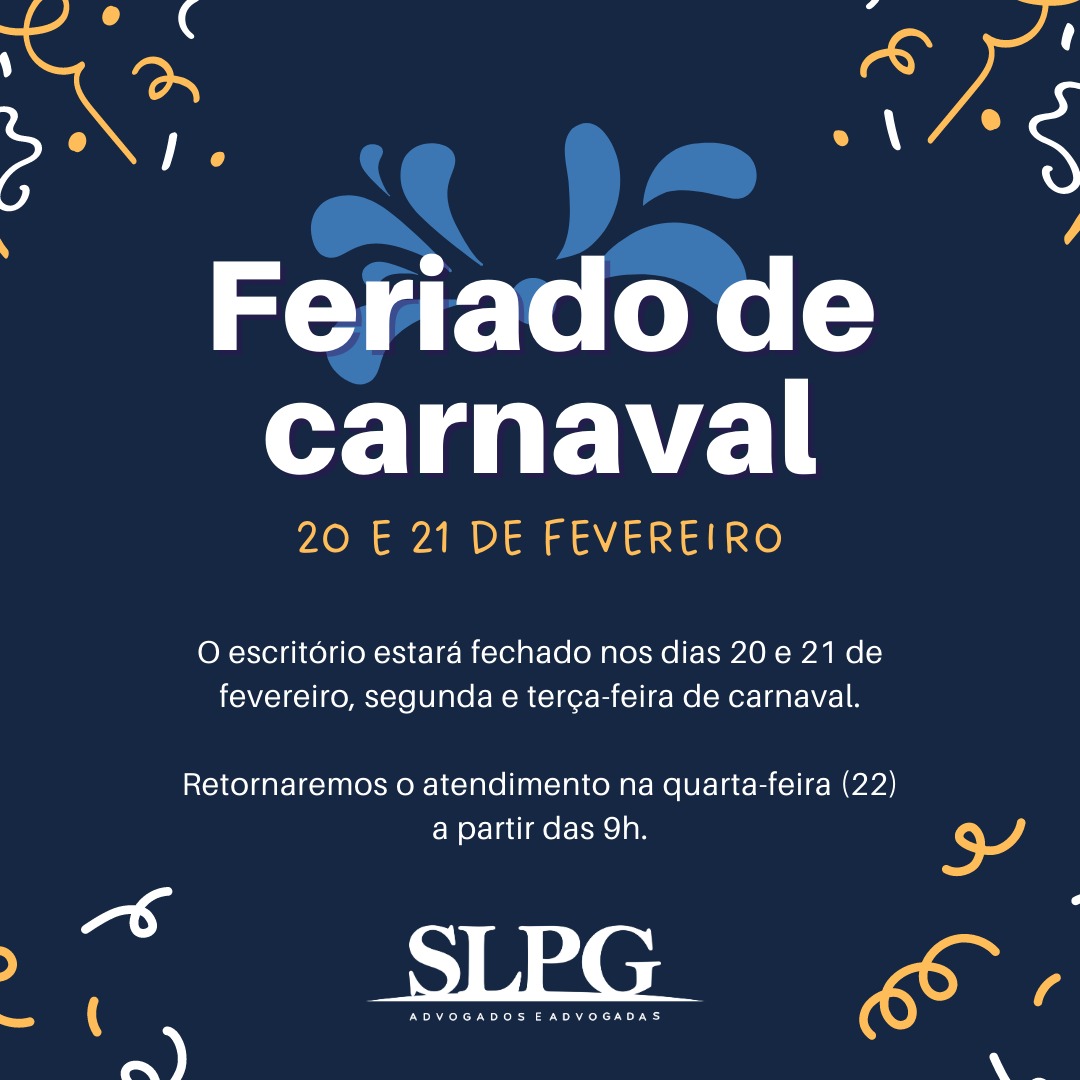 Feriado de
carnaval
20 E 21 DE FEVEREIRO
O escritório estará fechado nos dias 20 e 21 de
fevereiro, segunda e terça-feira de carnaval.
Retornaremos o atendimento na quarta-feira (22)
a partir das 9h.
SLPG
ADVOGADOS E ADVOGADAS